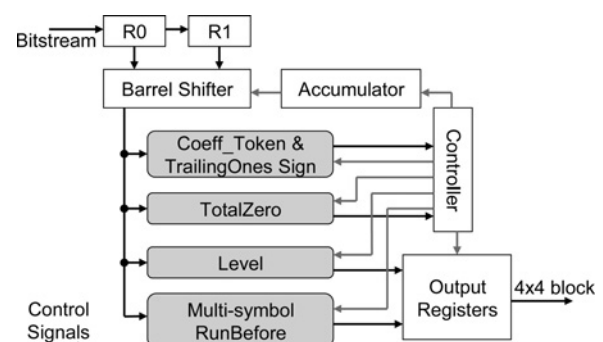 Bitstream
R0
R1
Barrel Shifter
Accumulator
Coeff_Token &
TrailingOnes Sign
Controller
TotalZero
Level
Output
Registers
4x4 block
Multi-symbol
RunBefore
Control
Signals